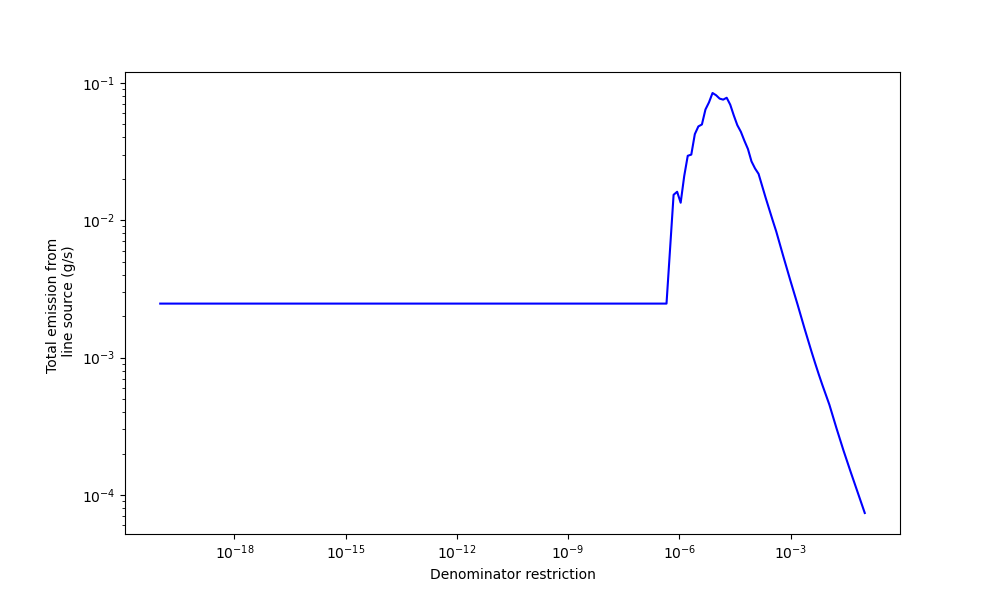 10⁻¹
10⁻²
10⁻³
10⁻⁴
Total emission from
line source (g/s)
10⁻¹⁸ 10⁻¹⁵ 10⁻¹² 10⁻⁹ 10⁻⁶ 10⁻³
Denominator restriction